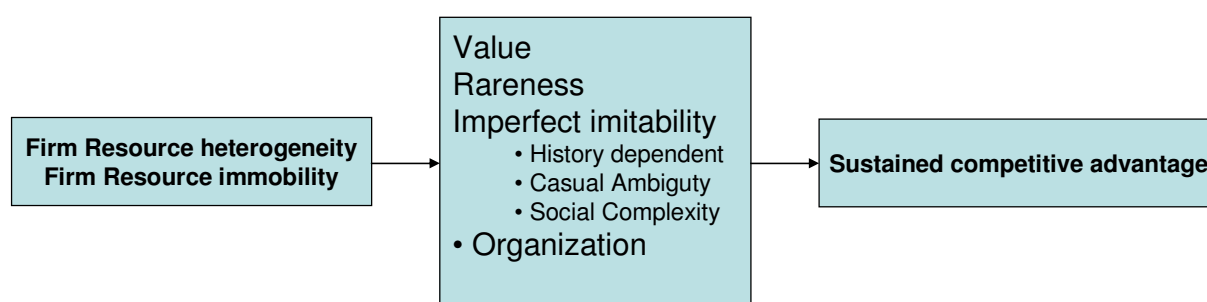 Firm Resource heterogeneity
Firm Resource immobility
Value
Rareness
Imperfect imitability
• History dependent
• Casual Ambiguty
• Social Complexity
• Organization
Sustained competitive advantage